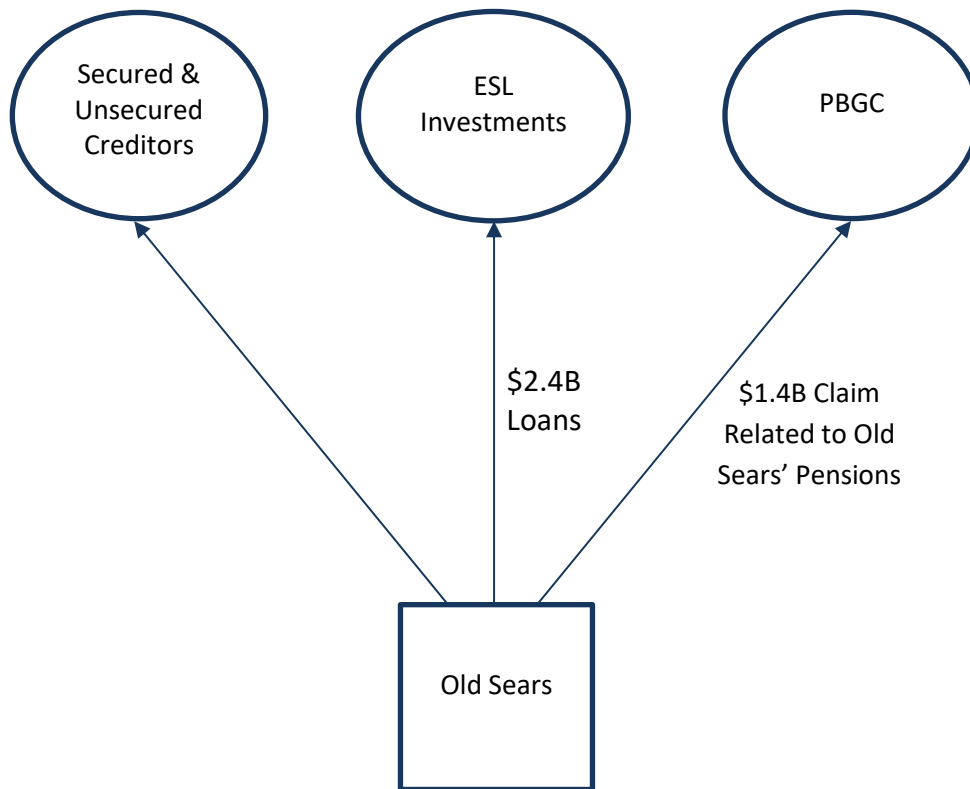 Secured &
Unsecured
Creditors
ESL
Investments
PBGC
$2.4B
Loans
$1.4B Claim
Related to Old
Sears’ Pensions
Old Sears